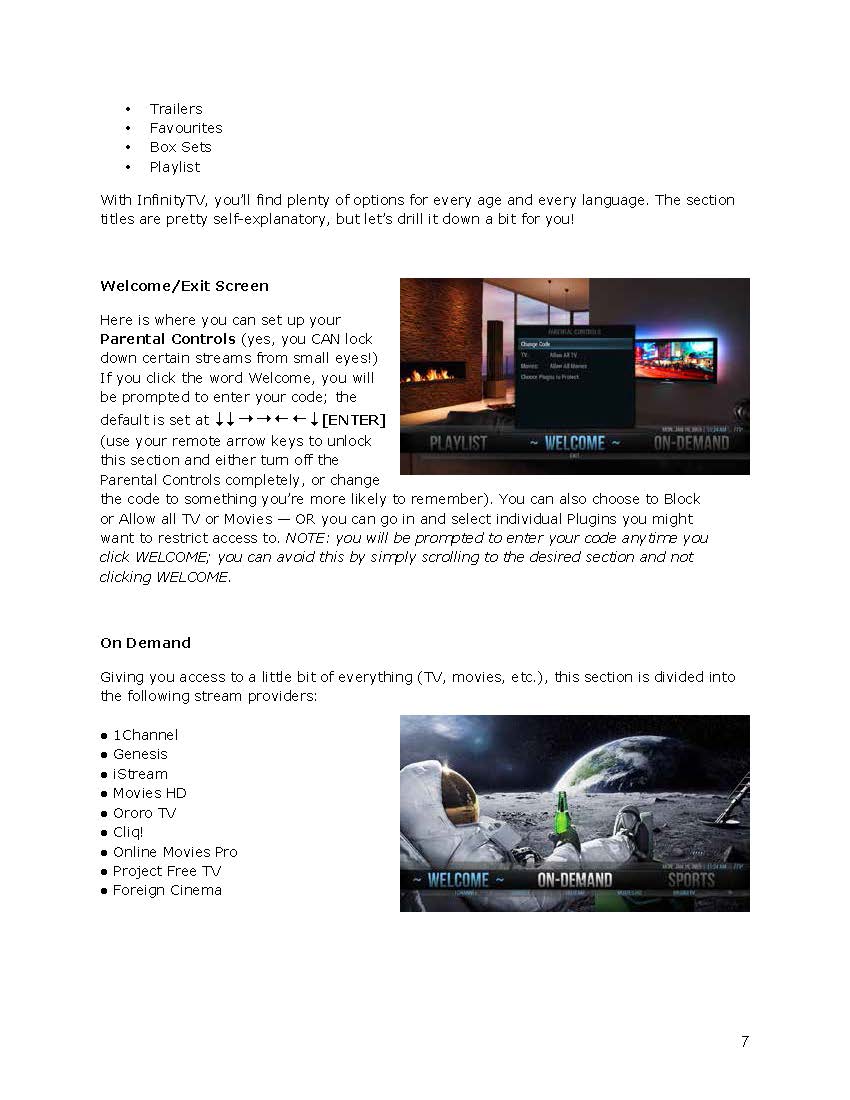 • Trailers
• Favourites
• Box Sets
• Playlist
With InfinityTV, you’ll find plenty of options for every age and every language. The section
titles are pretty self-explanatory, but let’s drill it down a bit for you!
Welcome/Exit Screen
Here is where you can set up your
Parental Controls (yes, you CAN lock
down certain streams from small eyes!)
If you click the word Welcome, you will
be prompted to enter your code; the
default is set at ↓↓→→←←↓[ENTER]
(use your remote arrow keys to unlock
this section and either turn off the
Parental Controls completely, or change
the code to something you’re more likely to remember). You can also choose to Block
or Allow all TV or Movies — OR you can go in and select individual Plugins you might
want to restrict access to. NOTE: you will be prompted to enter your code anytime you
click WELCOME; you can avoid this by simply scrolling to the desired section and not
clicking WELCOME.
PARENTAL CONTROLS
Change Code
TV: Allow All TV
Movies: Allow All Movies
Choose Plugins to Protect
PLAYLIST ~ WELCOME ~ ON-DEMAND
EXIT
On Demand
Giving you access to a little bit of everything (TV, movies, etc.), this section is divided into
the following stream providers:
● 1Channel
● Genesis
● iStream
● Movies HD
● Ororo TV
● Cliq!
● Online Movies Pro
● Project Free TV
● Foreign Cinema
~ WELCOME ~ ON-DEMAND SPORTS
7